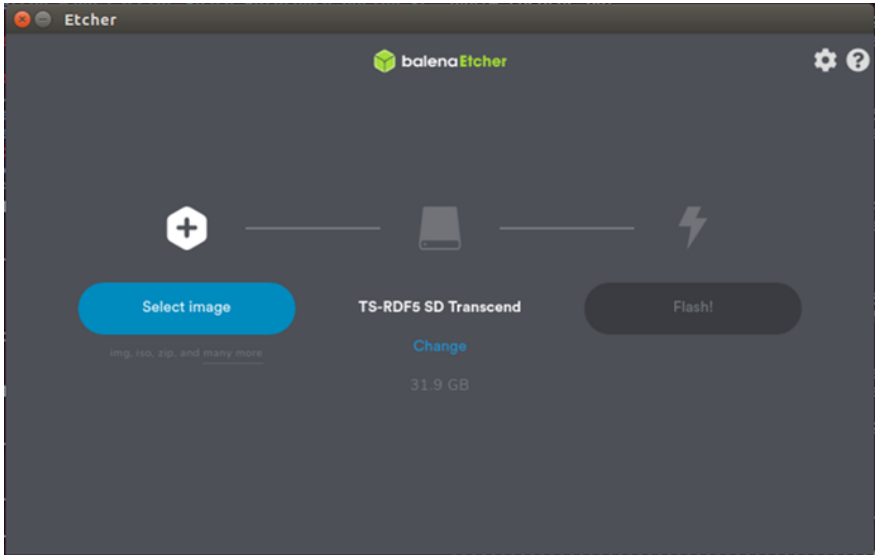 Etcher
balenaEtcher
Select image
TS-RDF5 SD Transcend
Flash!
img, iso, zip, and many more
Change
31.9 GB